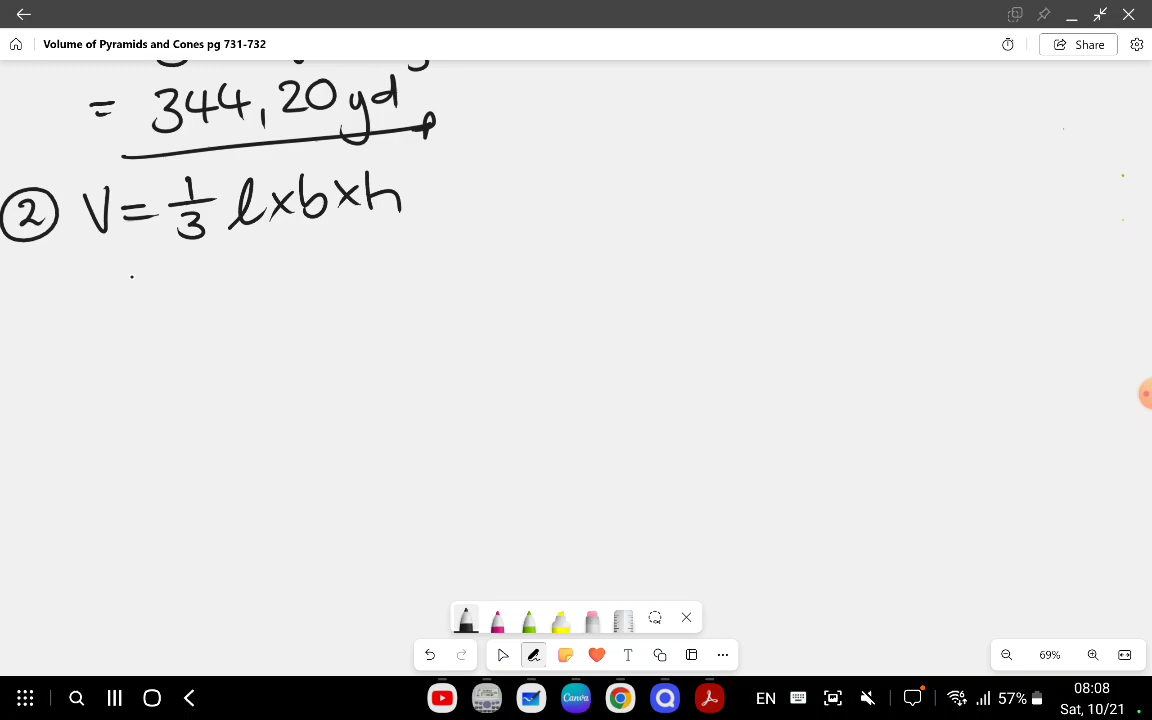 Volume of Pyramids and Cones pg 731-732
Share
= 344,20 yd
② V = 1/3 l×b×h
T
69%
Canva
EN
57%
08:08
Sat, 10/21